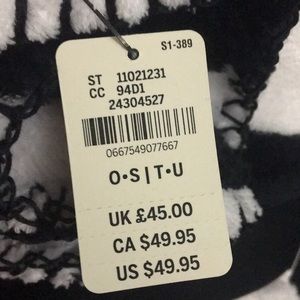 S1-389
ST 11021231
CC 94D1
24304527
0667549077667
O•S|T•U
UK £45.00
CA $49.95
US $49.95